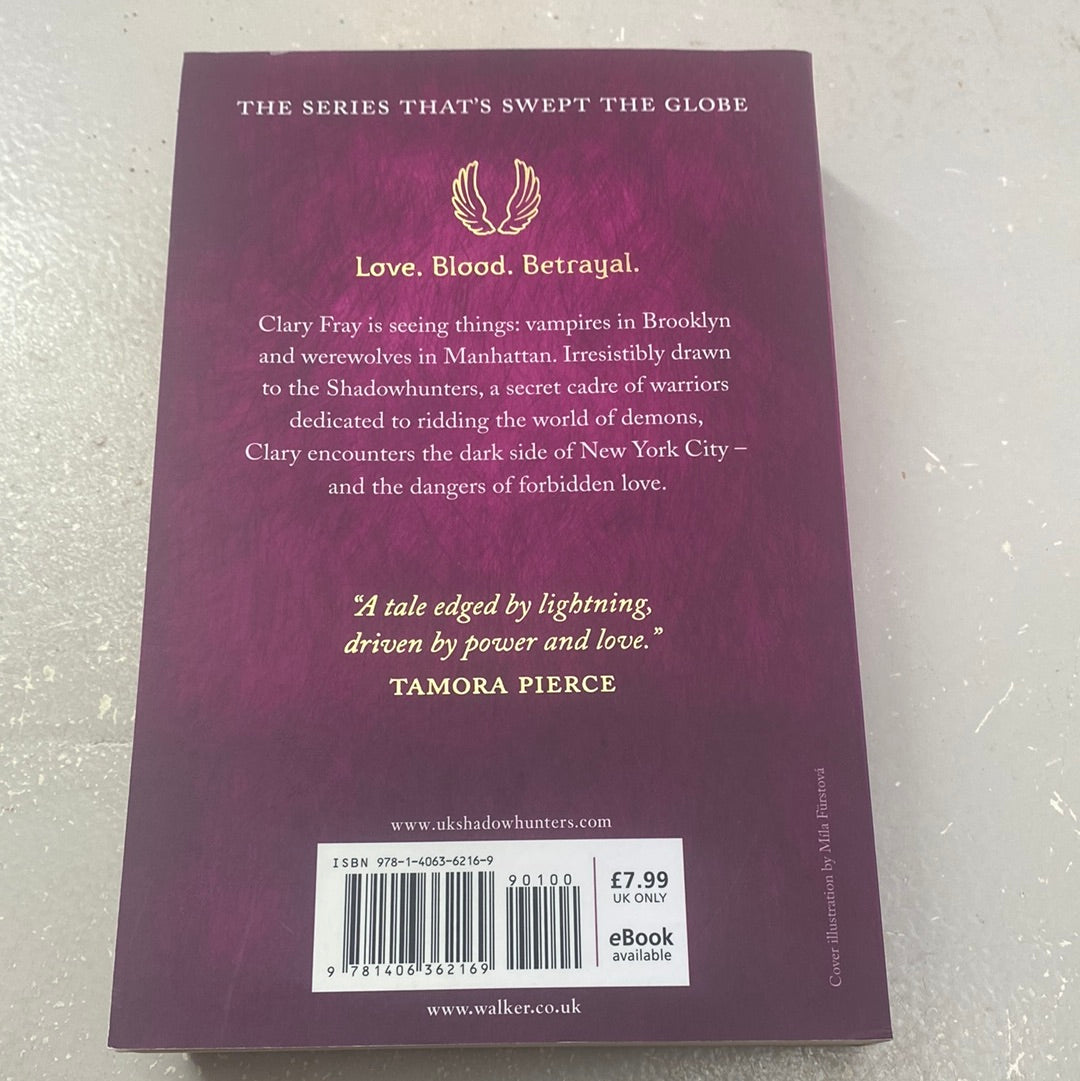 THE SERIES THAT'S SWEPT THE GLOBE
Love. Blood. Betrayal.
Clary Fray is seeing things: vampires in Brooklyn
and werewolves in Manhattan. Irresistibly drawn
to the Shadowhunters, a secret cadre of warriors
dedicated to ridding the world of demons,
Clary encounters the dark side of New York City –
and the dangers of forbidden love.
“A tale edged by lightning,
driven by power and love.”
TAMORA PIERCE
www.ukshadowhunters.com
ISBN 978-1-4063-6216-9
90100
9 781406 362169
£7.99
UK ONLY
eBook
available
www.walker.co.uk
Cover illustration by Míla Fürstová